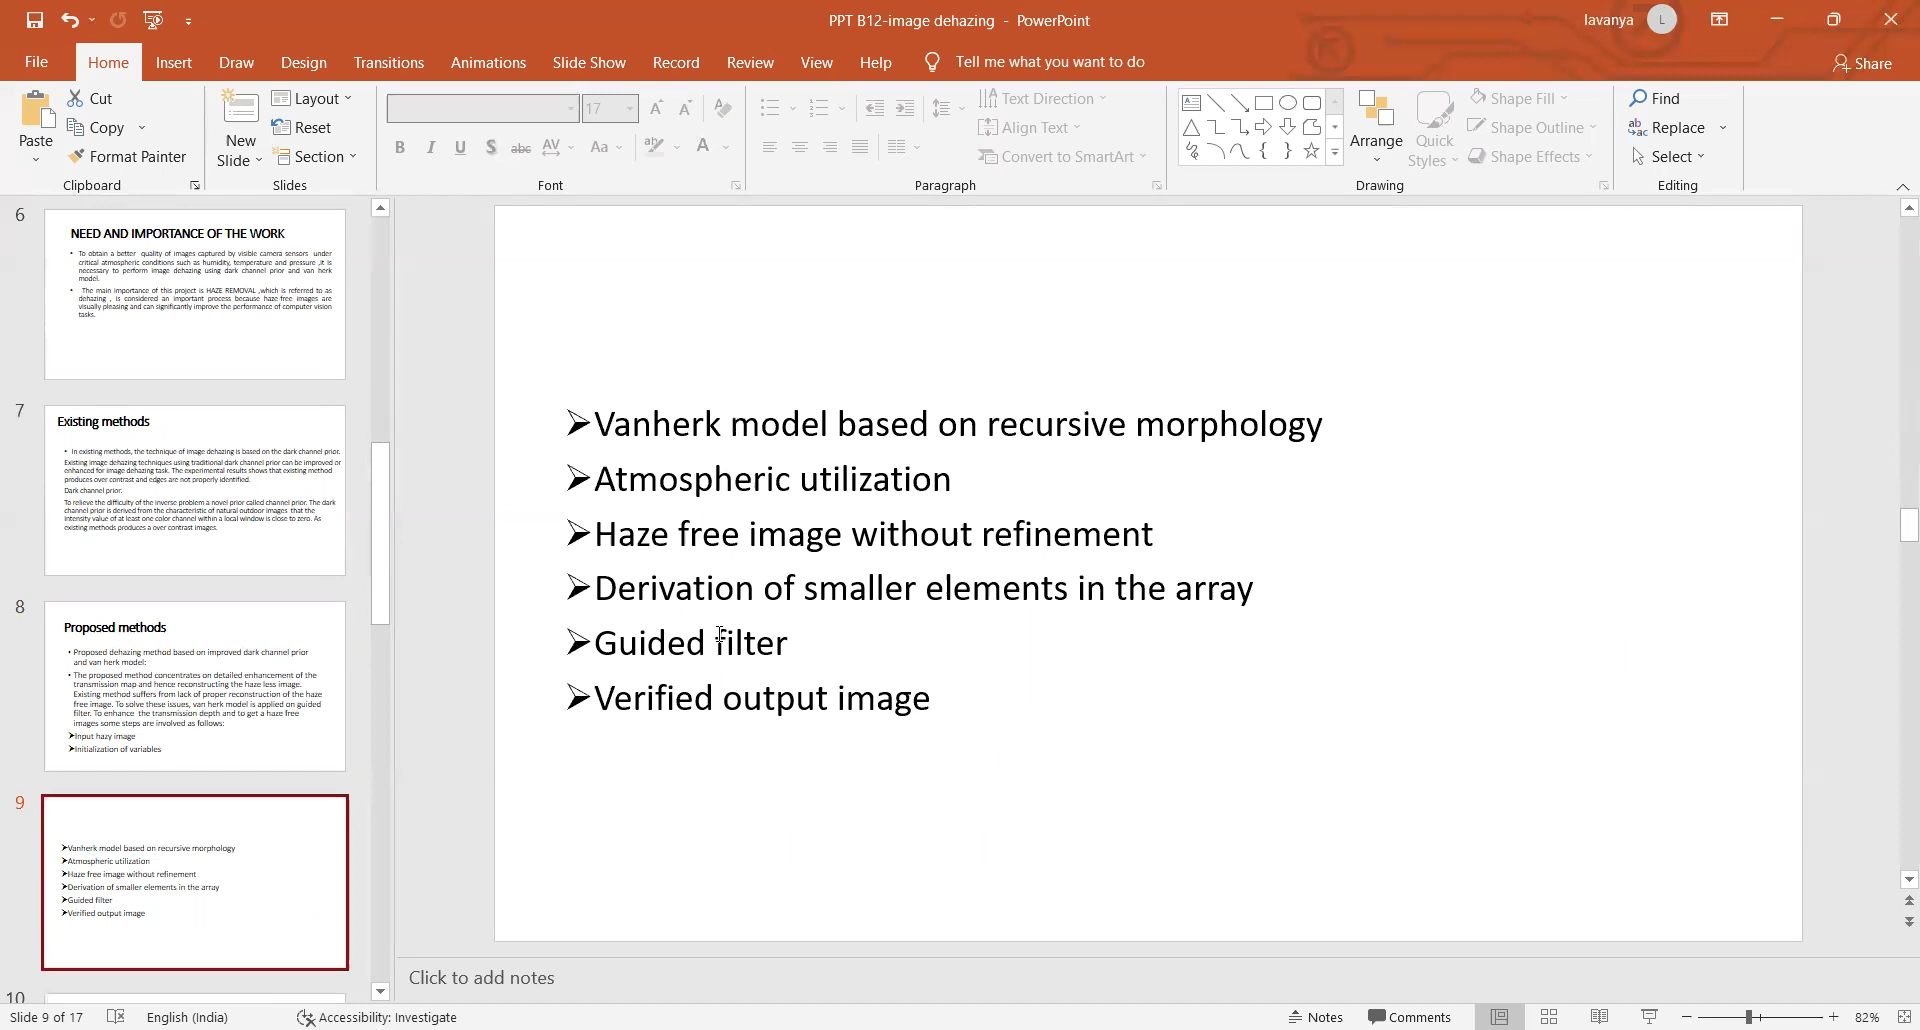 PPT B12-image dehazing - PowerPoint
lavanya
L
File
Home
Insert
Draw
Design
Transitions
Animations
Slide Show
Record
Review
View
Help
Tell me what you want to do
Share
Paste
Cut
Copy
Format Painter
Clipboard
New
Slide
Layout
Reset
Section
Slides
17
B I U S abc AV Aa A
Font
Text Direction
Align Text
Convert to SmartArt
Paragraph
Arrange
Quick
Styles
Shape Fill
Shape Outline
Shape Effects
Drawing
Find
Replace
Select
Editing
6
NEED AND IMPORTANCE OF THE WORK
• To obtain a better quality of images captured by visible camera sensors under
critical atmospheric conditions such as humidity, temperature and pressure ,it is
necessary to perform image dehazing using dark channel prior and van herk
model.
• The main importance of this project is HAZE REMOVAL ,which is referred to as
dehazing , is considered an important process because haze-free images are
visually pleasing and can significantly improve the performance of computer vision
tasks.
7
Existing methods
• In existing methods, the technique of image dehazing is based on the dark channel prior.
Existing image dehazing techniques using traditional dark channel prior can be improved or
enhanced for image dehazing task. The experimental results shows that existing method
produces over contrast and edges are not properly identified.
Dark channel prior:
To relieve the difficulty of the inverse problem a novel prior called channel prior. The dark
channel prior is derived from the characteristic of natural outdoor images that the
intensity value of at least one color channel within a local window is close to zero. As
existing methods produces a over contrast images.
8
Proposed methods
• Proposed dehazing method based on improved dark channel prior
and van herk model:
• The proposed method concentrates on detailed enhancement of the
transmission map and hence reconstructing the haze less image.
Existing method suffers from lack of proper reconstruction of the haze
free image. To solve these issues, van herk model is applied on guided
filter. To enhance the transmission depth and to get a haze free
images some steps are involved as follows:
➢Input hazy image
➢Initialization of variables
9
➢Vanherk model based on recursive morphology
➢Atmospheric utilization
➢Haze free image without refinement
➢Derivation of smaller elements in the array
➢Guided filter
➢Verified output image
10
➢Vanherk model based on recursive morphology
➢Atmospheric utilization
➢Haze free image without refinement
➢Derivation of smaller elements in the array
➢Guided filter
➢Verified output image
Click to add notes
Slide 9 of 17
English (India)
Accessibility: Investigate
Notes
Comments
82%